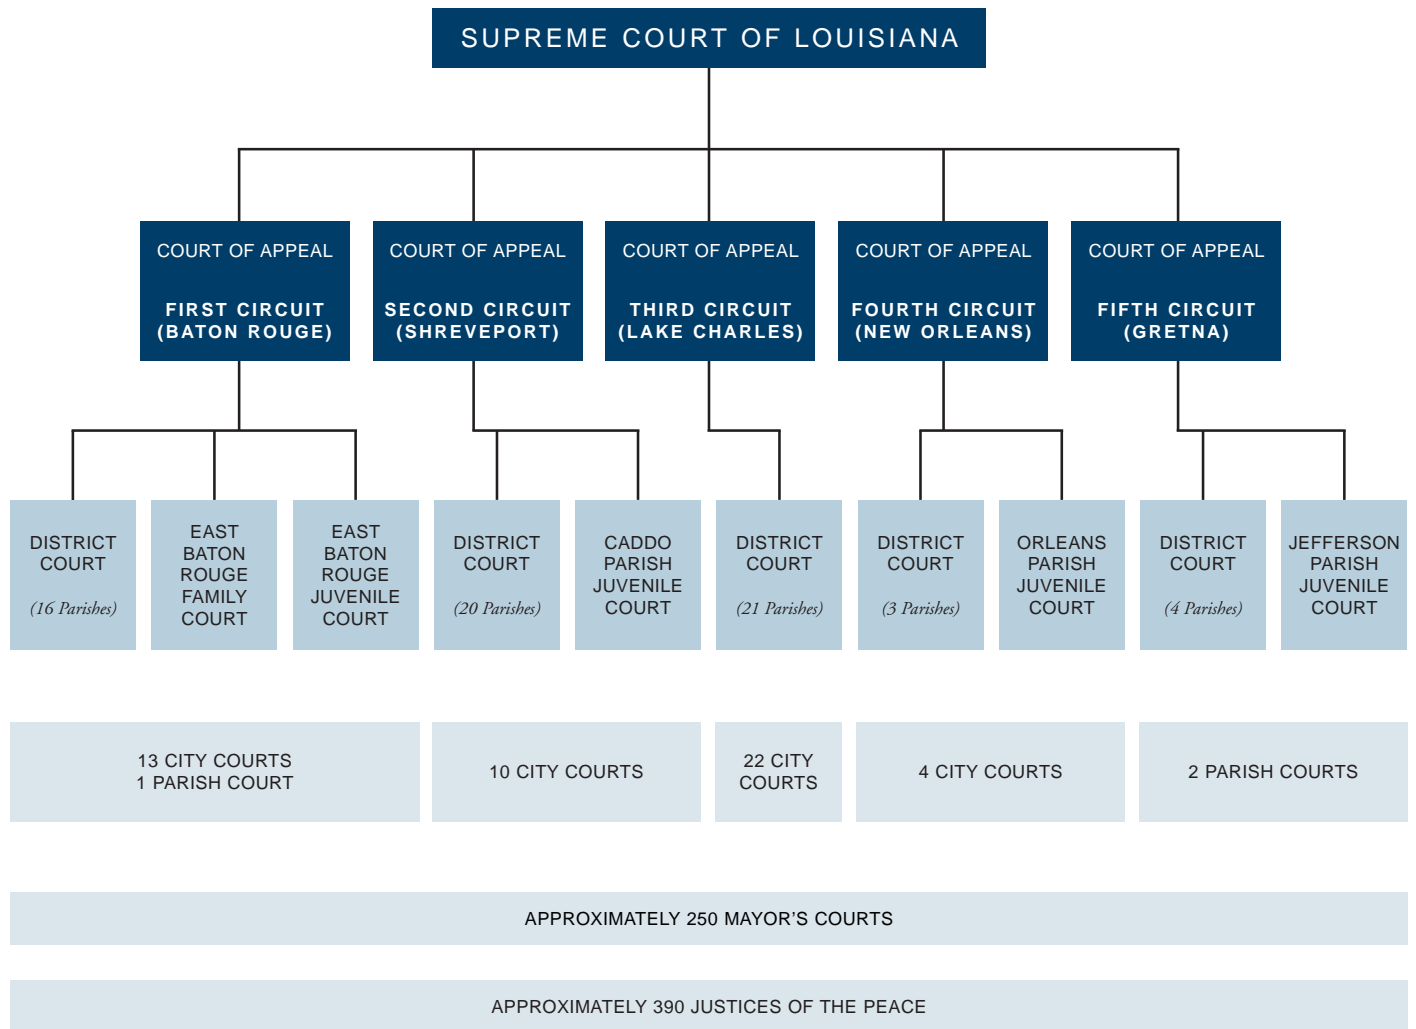 SUPREME COURT OF LOUISIANA
COURT OF APPEAL
FIRST CIRCUIT
(BATON ROUGE)
COURT OF APPEAL
SECOND CIRCUIT
(SHREVEPORT)
COURT OF APPEAL
THIRD CIRCUIT
(LAKE CHARLES)
COURT OF APPEAL
FOURTH CIRCUIT
(NEW ORLEANS)
COURT OF APPEAL
FIFTH CIRCUIT
(GRETNA)
DISTRICT
COURT
(16 Parishes)
EAST
BATON
ROUGE
FAMILY
COURT
EAST
BATON
ROUGE
JUVENILE
COURT
DISTRICT
COURT
(20 Parishes)
CADDO
PARISH
JUVENILE
COURT
DISTRICT
COURT
(21 Parishes)
DISTRICT
COURT
(3 Parishes)
ORLEANS
PARISH
JUVENILE
COURT
DISTRICT
COURT
(4 Parishes)
JEFFERSON
PARISH
JUVENILE
COURT
13 CITY COURTS
1 PARISH COURT
10 CITY COURTS
22 CITY
COURTS
4 CITY COURTS
2 PARISH COURTS
APPROXIMATELY 250 MAYOR’S COURTS
APPROXIMATELY 390 JUSTICES OF THE PEACE